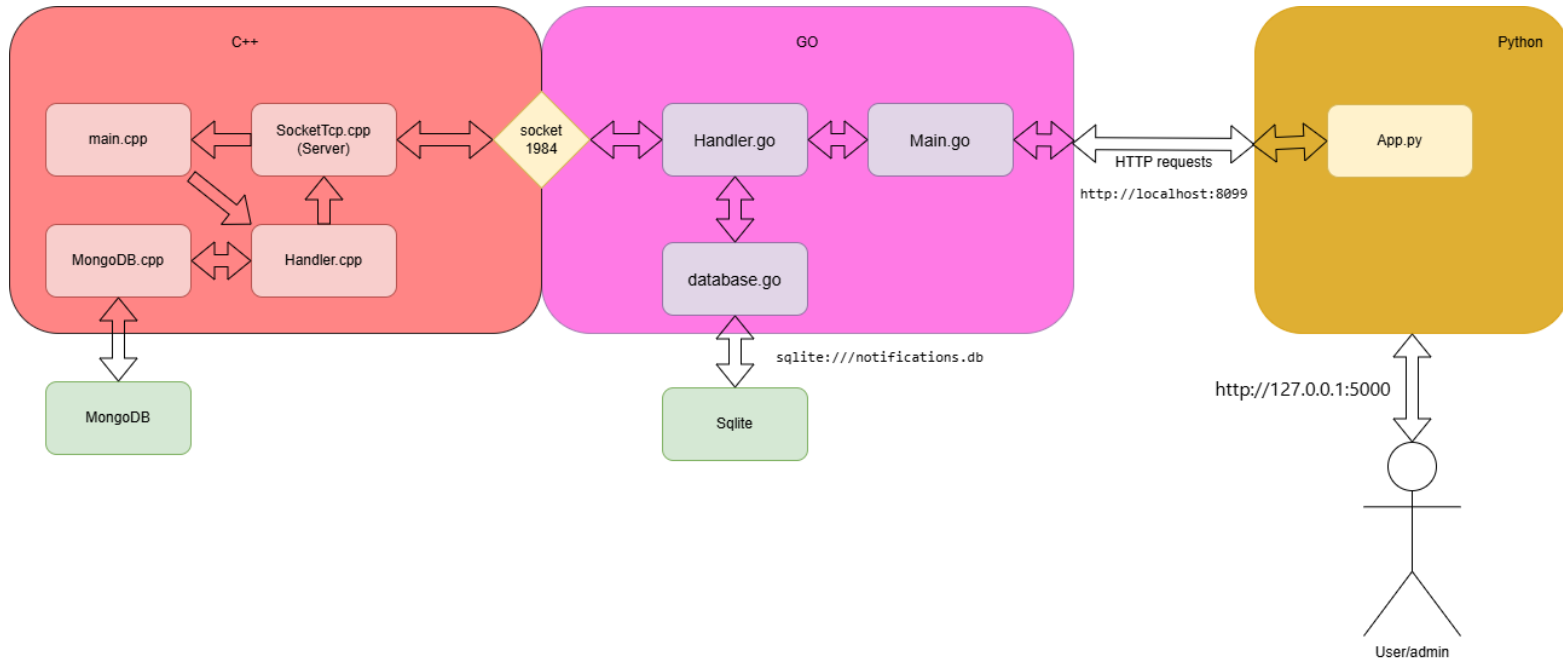 C++
GO
Python
main.cpp
SocketTcp.cpp
(Server)
socket
1984
Handler.go
Main.go
App.py
HTTP requests
http://localhost:8099
MongoDB.cpp
Handler.cpp
database.go
sqlite:///notifications.db
http://127.0.0.1:5000
MongoDB
Sqlite
User/admin